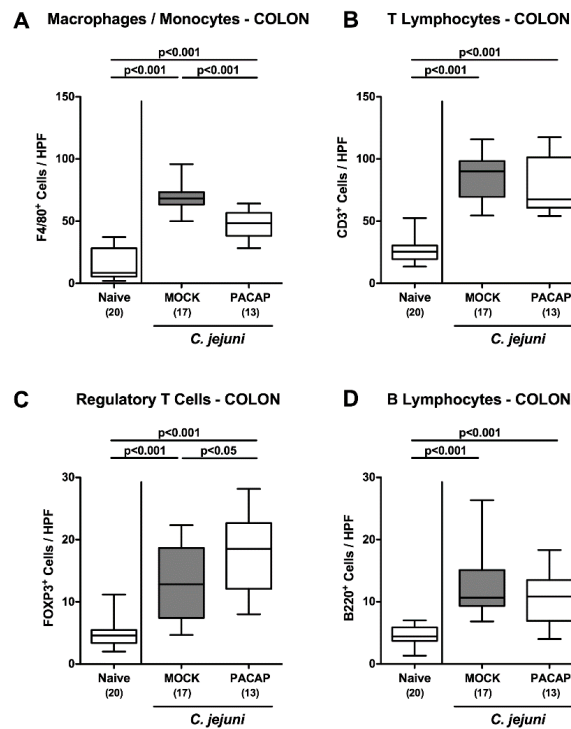 A Macrophages / Monocytes - COLON
p<0.001
p<0.001 p<0.001
F4/80+ Cells / HPF
150
100
50
0
Naive MOCK PACAP
(20) (17) (13)
C. jejuni
B T Lymphocytes - COLON
p<0.001
p<0.001
CD3+ Cells / HPF
150
100
50
0
Naive MOCK PACAP
(20) (17) (13)
C. jejuni
C Regulatory T Cells - COLON
p<0.001
p<0.001 p<0.05
FOXP3+ Cells / HPF
30
20
10
0
Naive MOCK PACAP
(20) (17) (13)
C. jejuni
D B Lymphocytes - COLON
p<0.001
p<0.001
B220+ Cells / HPF
30
20
10
0
Naive MOCK PACAP
(20) (17) (13)
C. jejuni